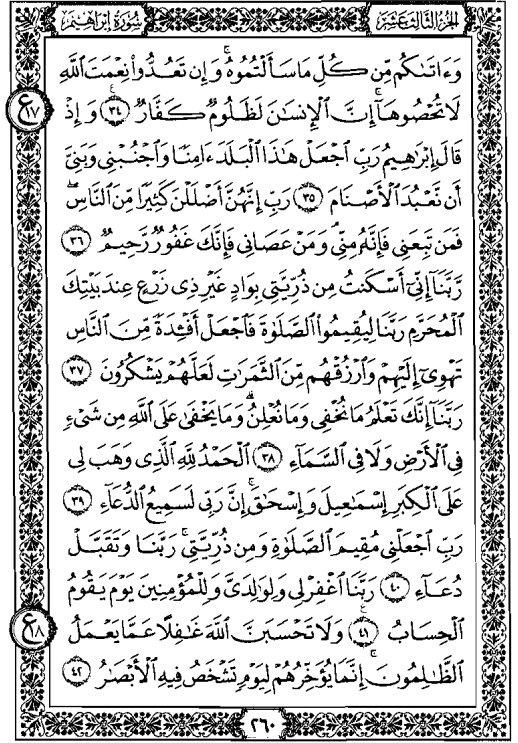 الجزء الثالث عشر
سورة إبراهيم
وَءَاتَىٰكُم مِّن كُلِّ مَا سَأَلْتُمُوهُ ۚ وَإِن تَعُدُّوا۟ نِعْمَتَ ٱللَّهِ
لَا تُحْصُوهَآ ۗ إِنَّ ٱلْإِنسَٰنَ لَظَلُومٌ كَفَّارٌ ٣٤ وَإِذْ
قَالَ إِبْرَٰهِيمُ رَبِّ ٱجْعَلْ هَٰذَا ٱلْبَلَدَ ءَامِنًا وَٱجْنُبْنِى وَبَنِىَّ
أَن نَّعْبُدَ ٱلْأَصْنَامَ ٣٥ رَبِّ إِنَّهُنَّ أَضْلَلْنَ كَثِيرًا مِّنَ ٱلنَّاسِ ۖ
فَمَن تَبِعَنِى فَإِنَّهُۥ مِنِّى ۖ وَمَنْ عَصَانِى فَإِنَّكَ غَفُورٌ رَّحِيمٌ ٣٦
رَّبَّنَآ إِنِّىٓ أَسْكَنتُ مِن ذُرِّيَّتِى بِوَادٍ غَيْرِ ذِى زَرْعٍ عِندَ بَيْتِكَ
ٱلْمُحَرَّمِ رَبَّنَا لِيُقِيمُوا۟ ٱلصَّلَوٰةَ فَٱجْعَلْ أَفْـِٔدَةً مِّنَ ٱلنَّاسِ
تَهْوِىٓ إِلَيْهِمْ وَٱرْزُقْهُم مِّنَ ٱلثَّمَرَٰتِ لَعَلَّهُمْ يَشْكُرُونَ ٣٧
رَبَّنَآ إِنَّكَ تَعْلَمُ مَا نُخْفِى وَمَا نُعْلِنُ ۗ وَمَا يَخْفَىٰ عَلَى ٱللَّهِ مِن شَىْءٍ
فِى ٱلْأَرْضِ وَلَا فِى ٱلسَّمَآءِ ٣٨ ٱلْحَمْدُ لِلَّهِ ٱلَّذِى وَهَبَ لِى
عَلَى ٱلْكِبَرِ إِسْمَٰعِيلَ وَإِسْحَٰقَ ۚ إِنَّ رَبِّى لَسَمِيعُ ٱلدُّعَآءِ ٣٩
رَبِّ ٱجْعَلْنِى مُقِيمَ ٱلصَّلَوٰةِ وَمِن ذُرِّيَّتِى ۚ رَبَّنَا وَتَقَبَّلْ
دُعَآءِ ٤٠ رَبَّنَا ٱغْفِرْ لِى وَلِوَٰلِدَىَّ وَلِلْمُؤْمِنِينَ يَوْمَ يَقُومُ
ٱلْحِسَابُ ٤١ وَلَا تَحْسَبَنَّ ٱللَّهَ غَٰفِلًا عَمَّا يَعْمَلُ
ٱلظَّٰلِمُونَ ۚ إِنَّمَا يُؤَخِّرُهُمْ لِيَوْمٍ تَشْخَصُ فِيهِ ٱلْأَبْصَٰرُ ٤٢
ع ١٧
ع ١٨
٢٦٠